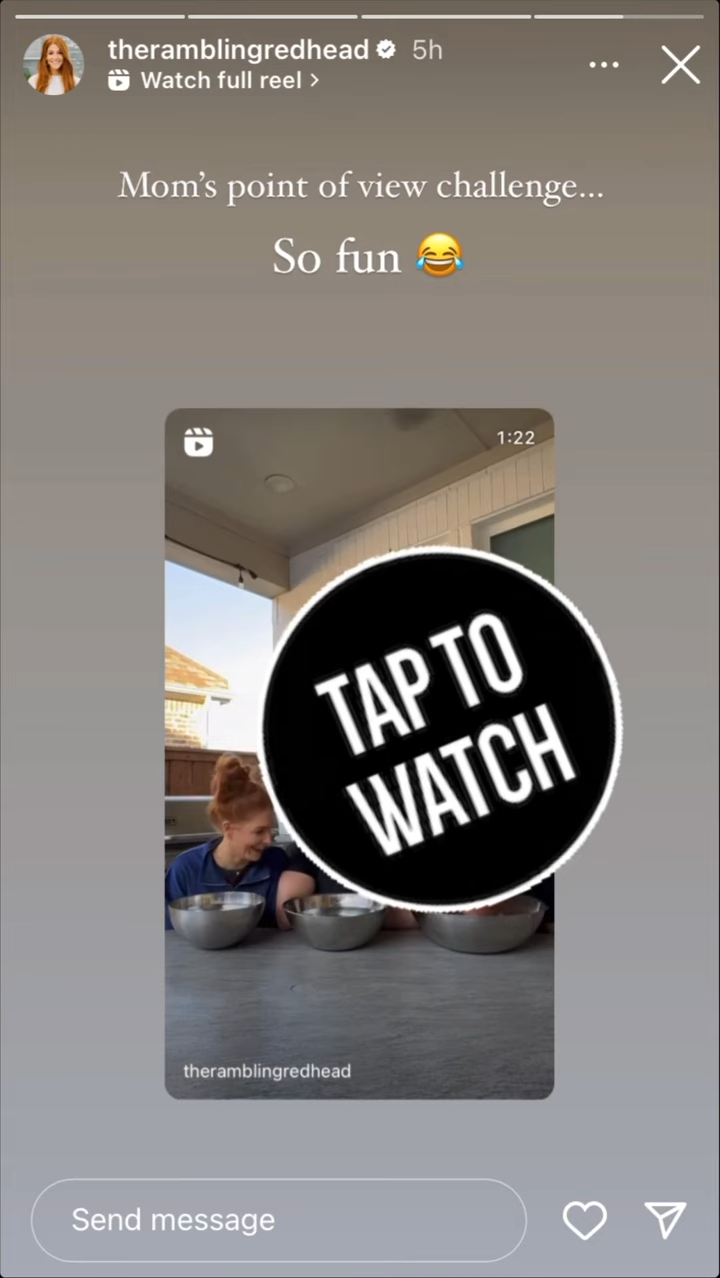 theramblingredhead 5h
Watch full reel >
Mom’s point of view challenge...
So fun 😂
1:22
TAP TO
WATCH
theramblingredhead
Send message